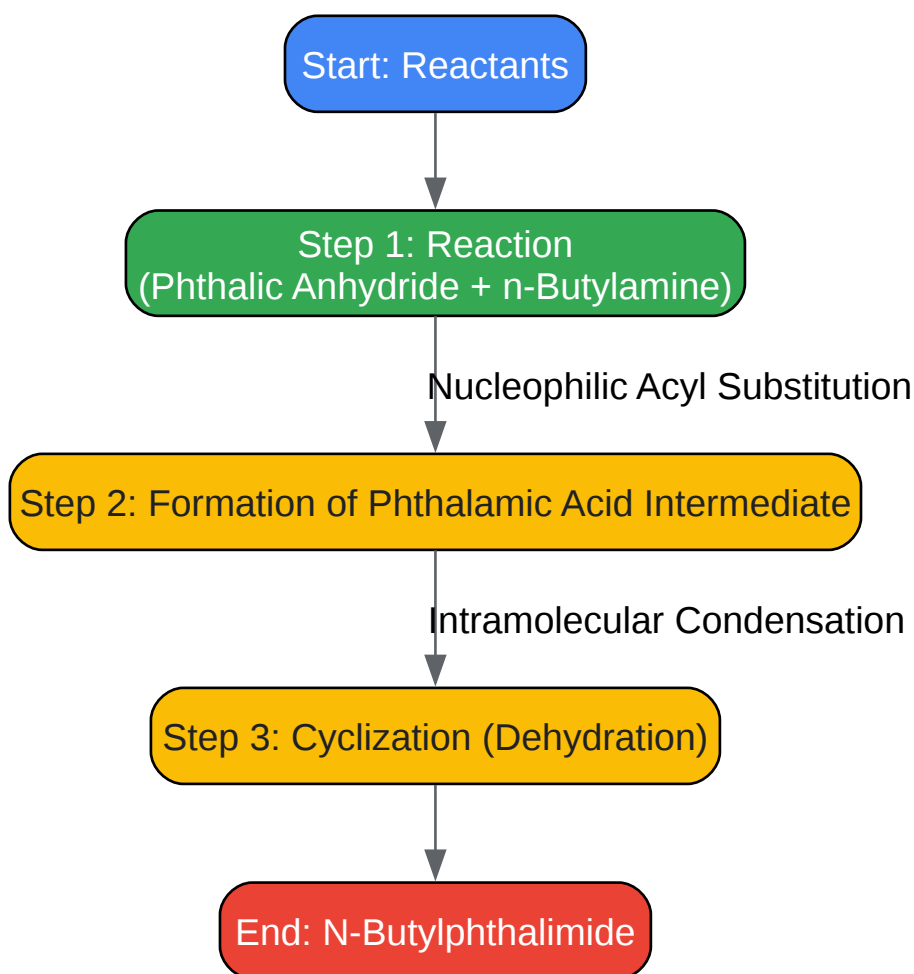 Start: Reactants
Step 1: Reaction
(Phthalic Anhydride + n-Butylamine)
Nucleophilic Acyl Substitution
Step 2: Formation of Phthalamic Acid Intermediate
Intramolecular Condensation
Step 3: Cyclization (Dehydration)
End: N-Butylphthalimide